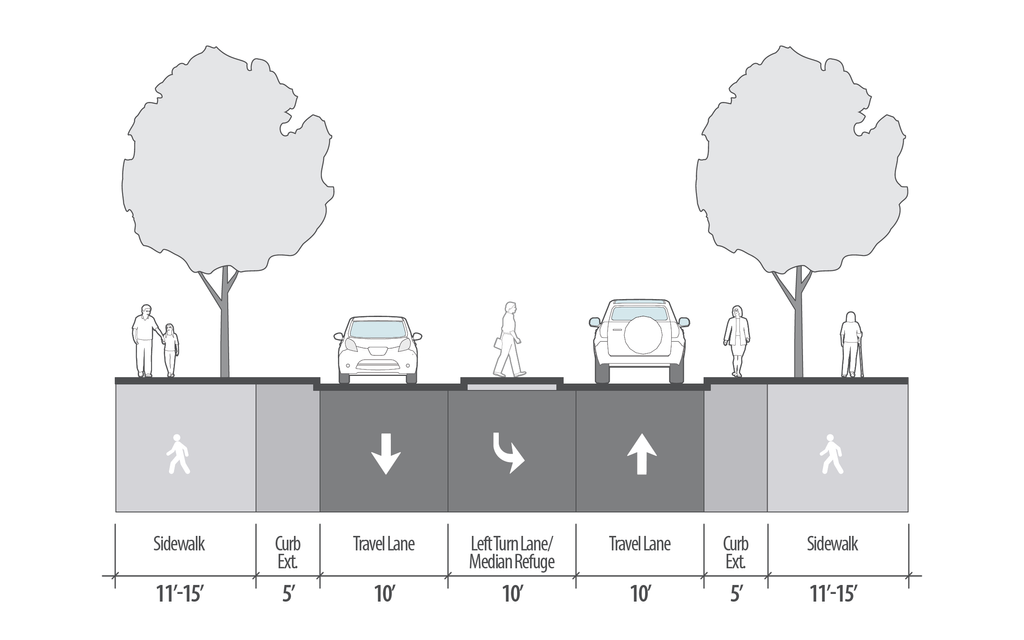 Sidewalk
Curb
Ext.
Travel Lane
Left Turn Lane/
Median Refuge
Travel Lane
Curb
Ext.
Sidewalk
11'-15'
5'
10'
10'
10'
5'
11'-15'